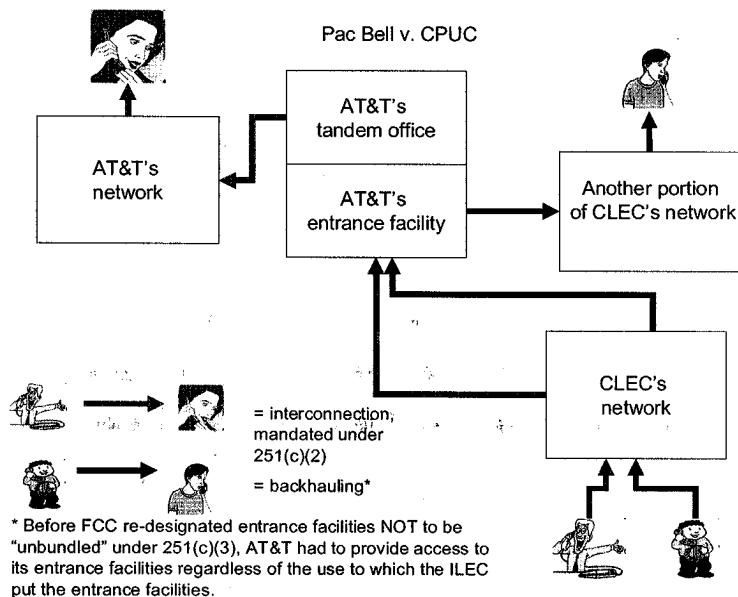 Pac Bell v. CPUC
AT&T's
tandem office
AT&T's
network
AT&T's
entrance facility
Another portion
of CLEC's network
CLEC's
network
= interconnection,
mandated under
251(c)(2)
= backhauling*
* Before FCC re-designated entrance facilities NOT to be
"unbundled" under 251(c)(3), AT&T had to provide access to
its entrance facilities regardless of the use to which the ILEC
put the entrance facilities.